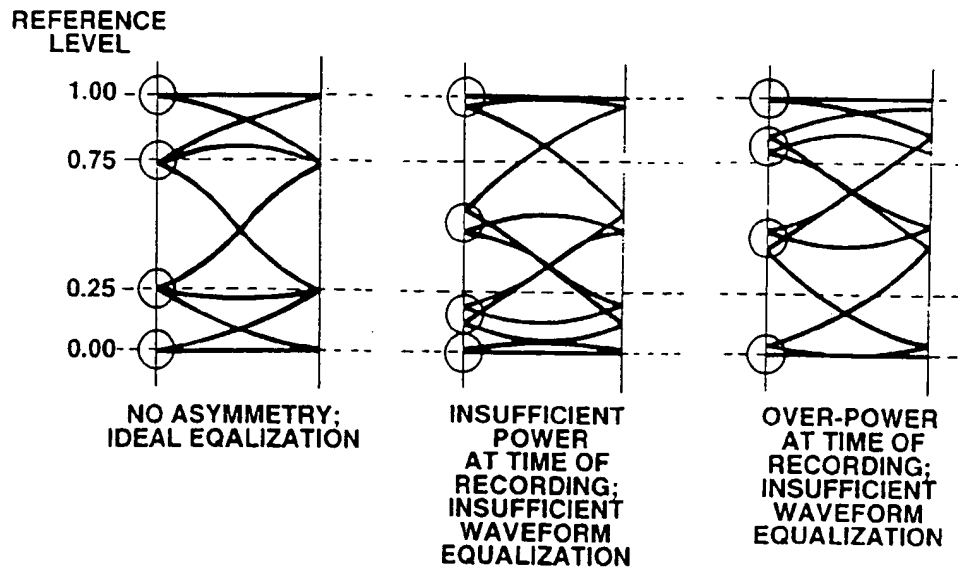 REFERENCE
LEVEL
1.00
0.75
0.25
0.00
NO ASYMMETRY;
IDEAL EQALIZATION
INSUFFICIENT
POWER
AT TIME OF
RECORDING;
INSUFFICIENT
WAVEFORM
EQUALIZATION
OVER-POWER
AT TIME OF
RECORDING;
INSUFFICIENT
WAVEFORM
EQUALIZATION